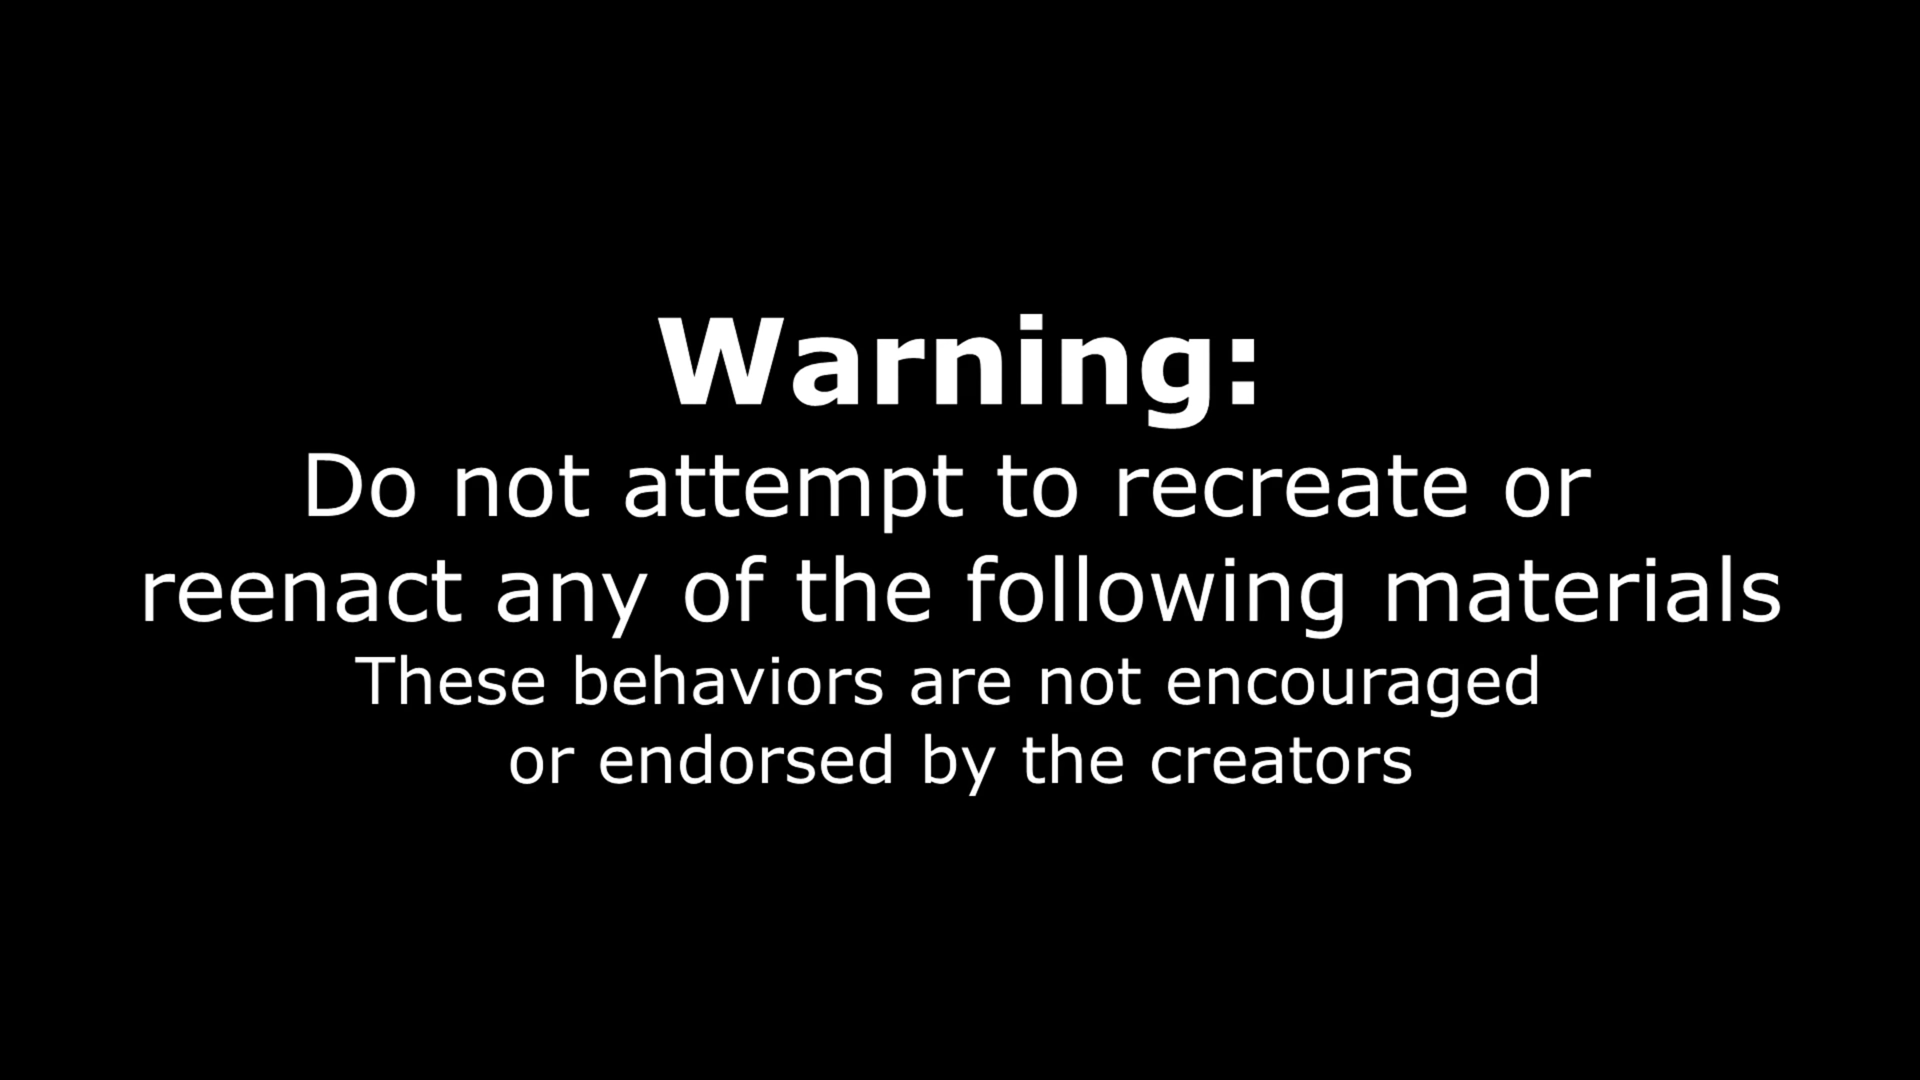 Warning:
Do not attempt to recreate or
reenact any of the following materials
These behaviors are not encouraged
or endorsed by the creators